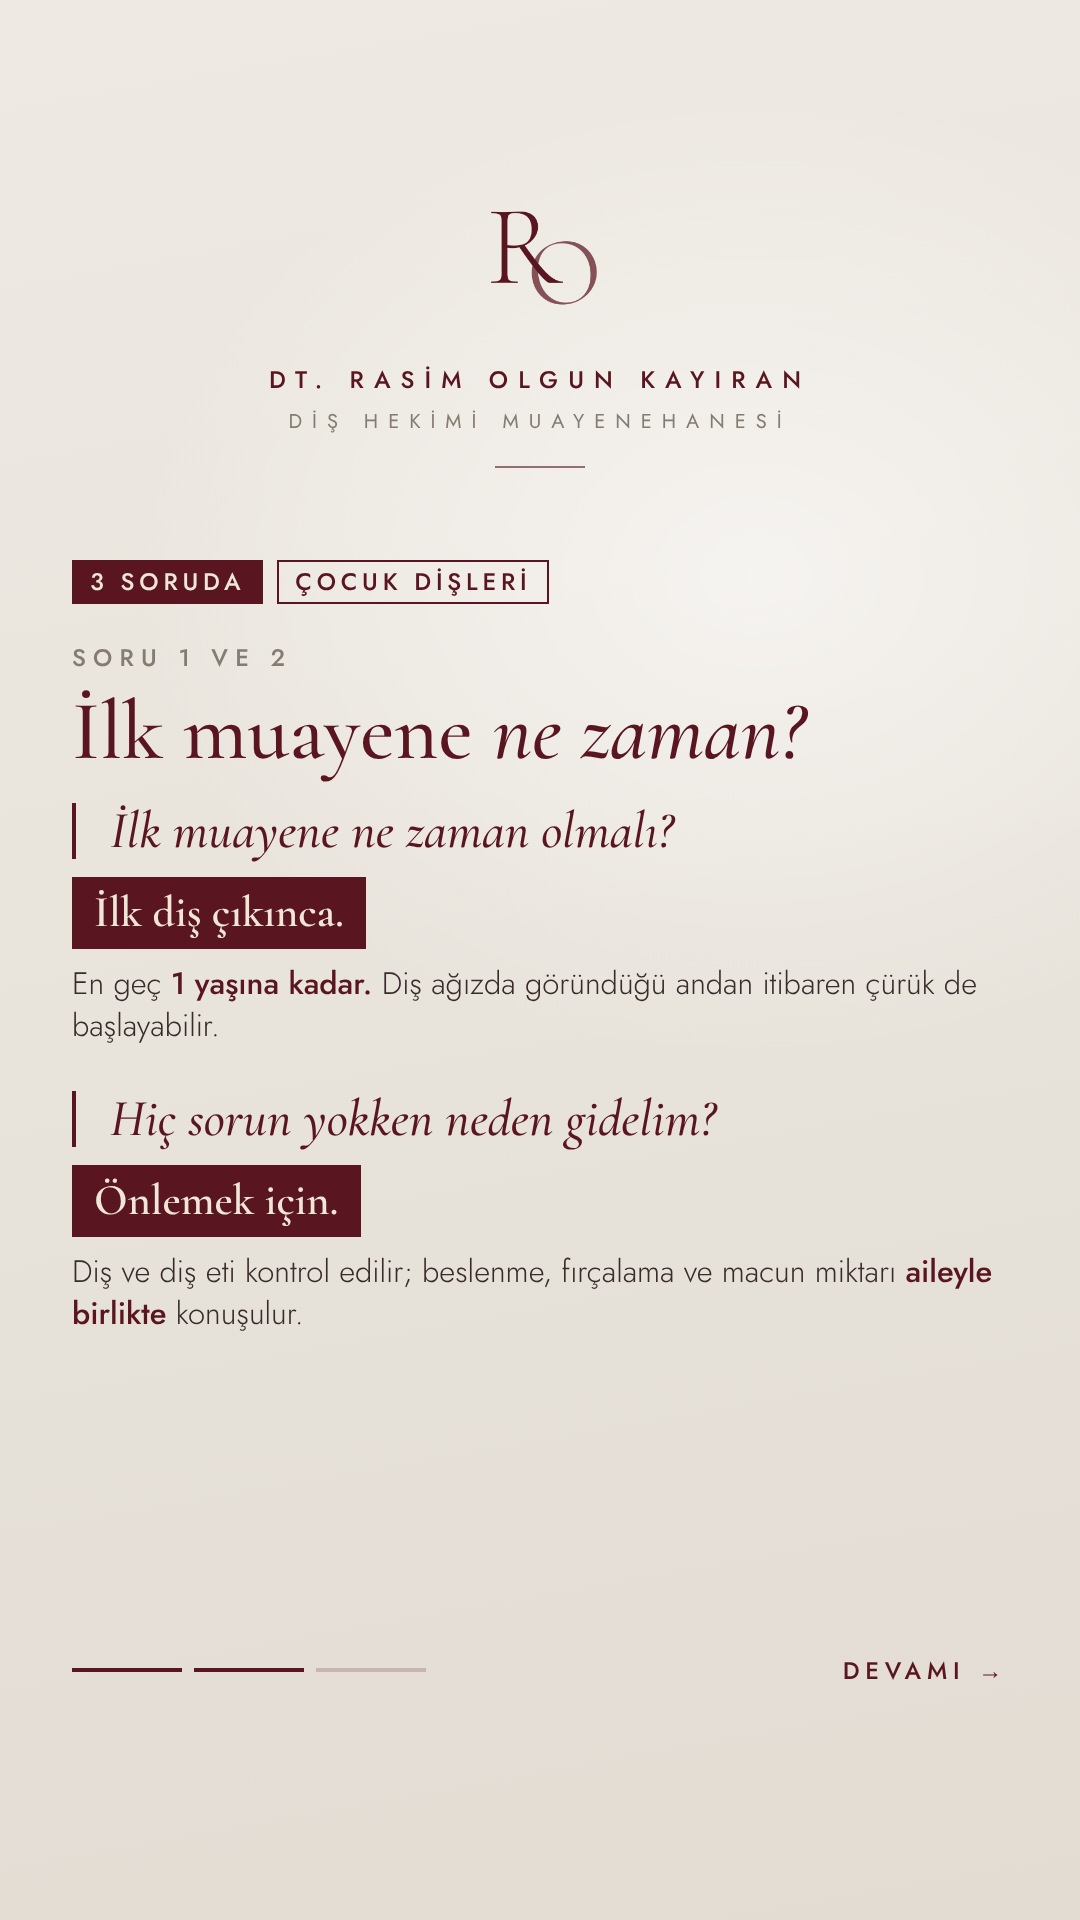 RO
DT. RASİM OLGUN KAYIRAN
DİŞ HEKİMİ MUAYENEHANESİ
3 SORUDA
ÇOCUK DİŞLERİ
SORU 1 VE 2
İlk muayene ne zaman?
İlk muayene ne zaman olmalı?
İlk diş çıkınca.
En geç 1 yaşına kadar. Diş ağızda göründüğü andan itibaren çürük de
başlayabilir.
Hiç sorun yokken neden gidelim?
Önlemek için.
Diş ve diş eti kontrol edilir; beslenme, fırçalama ve macun miktarı aileyle
birlikte konuşulur.
DEVAMI →